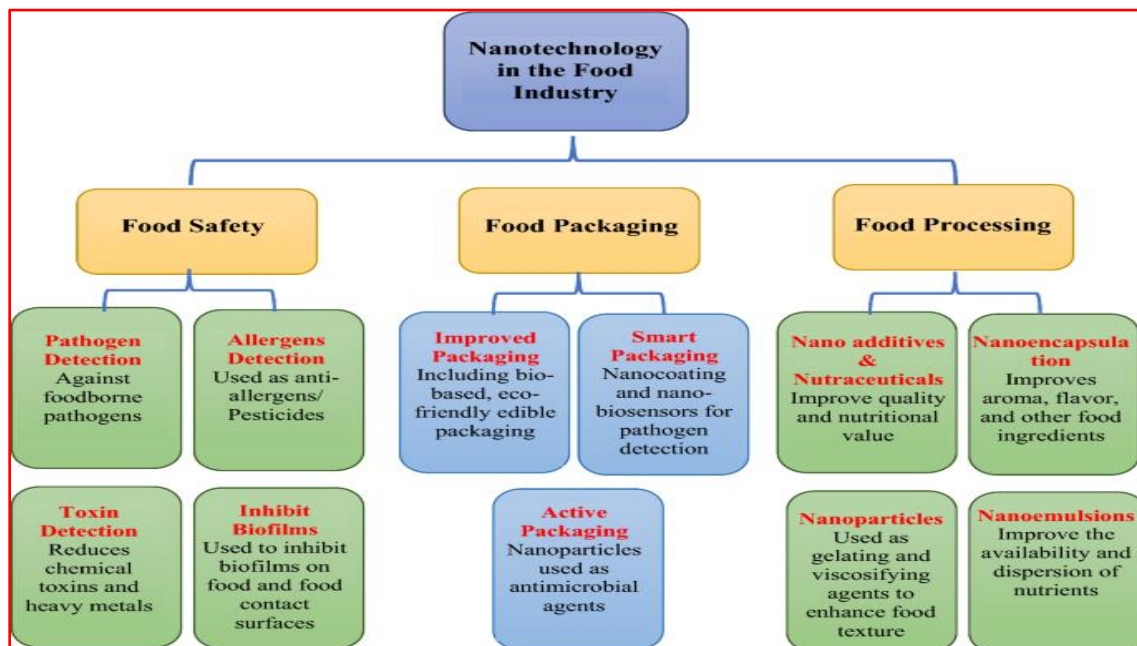 Nanotechnology
in the Food
Industry
Food Safety
Food Packaging
Food Processing
Pathogen
Detection
Against
foodborne
pathogens
Allergens
Detection
Used as anti-
allergens/
Pesticides
Improved
Packaging
Including bio-
based, eco-
friendly edible
packaging
Smart
Packaging
Nanocoating
and nano-
biosensors for
pathogen
detection
Nano additives
&
Nutraceuticals
Improve quality
and nutritional
value
Nanoencapsula
tion
Improves
aroma, flavor,
and other food
ingredients
Toxin
Detection
Reduces
chemical
toxins and
heavy metals
Inhibit
Biofilms
Used to inhibit
biofilms on
food and food
contact
surfaces
Active
Packaging
Nanoparticles
used as
antimicrobial
agents
Nanoparticles
Used as
gelating and
viscosifying
agents to
enhance food
texture
Nanoemulsions
Improve the
availability and
dispersion of
nutrients